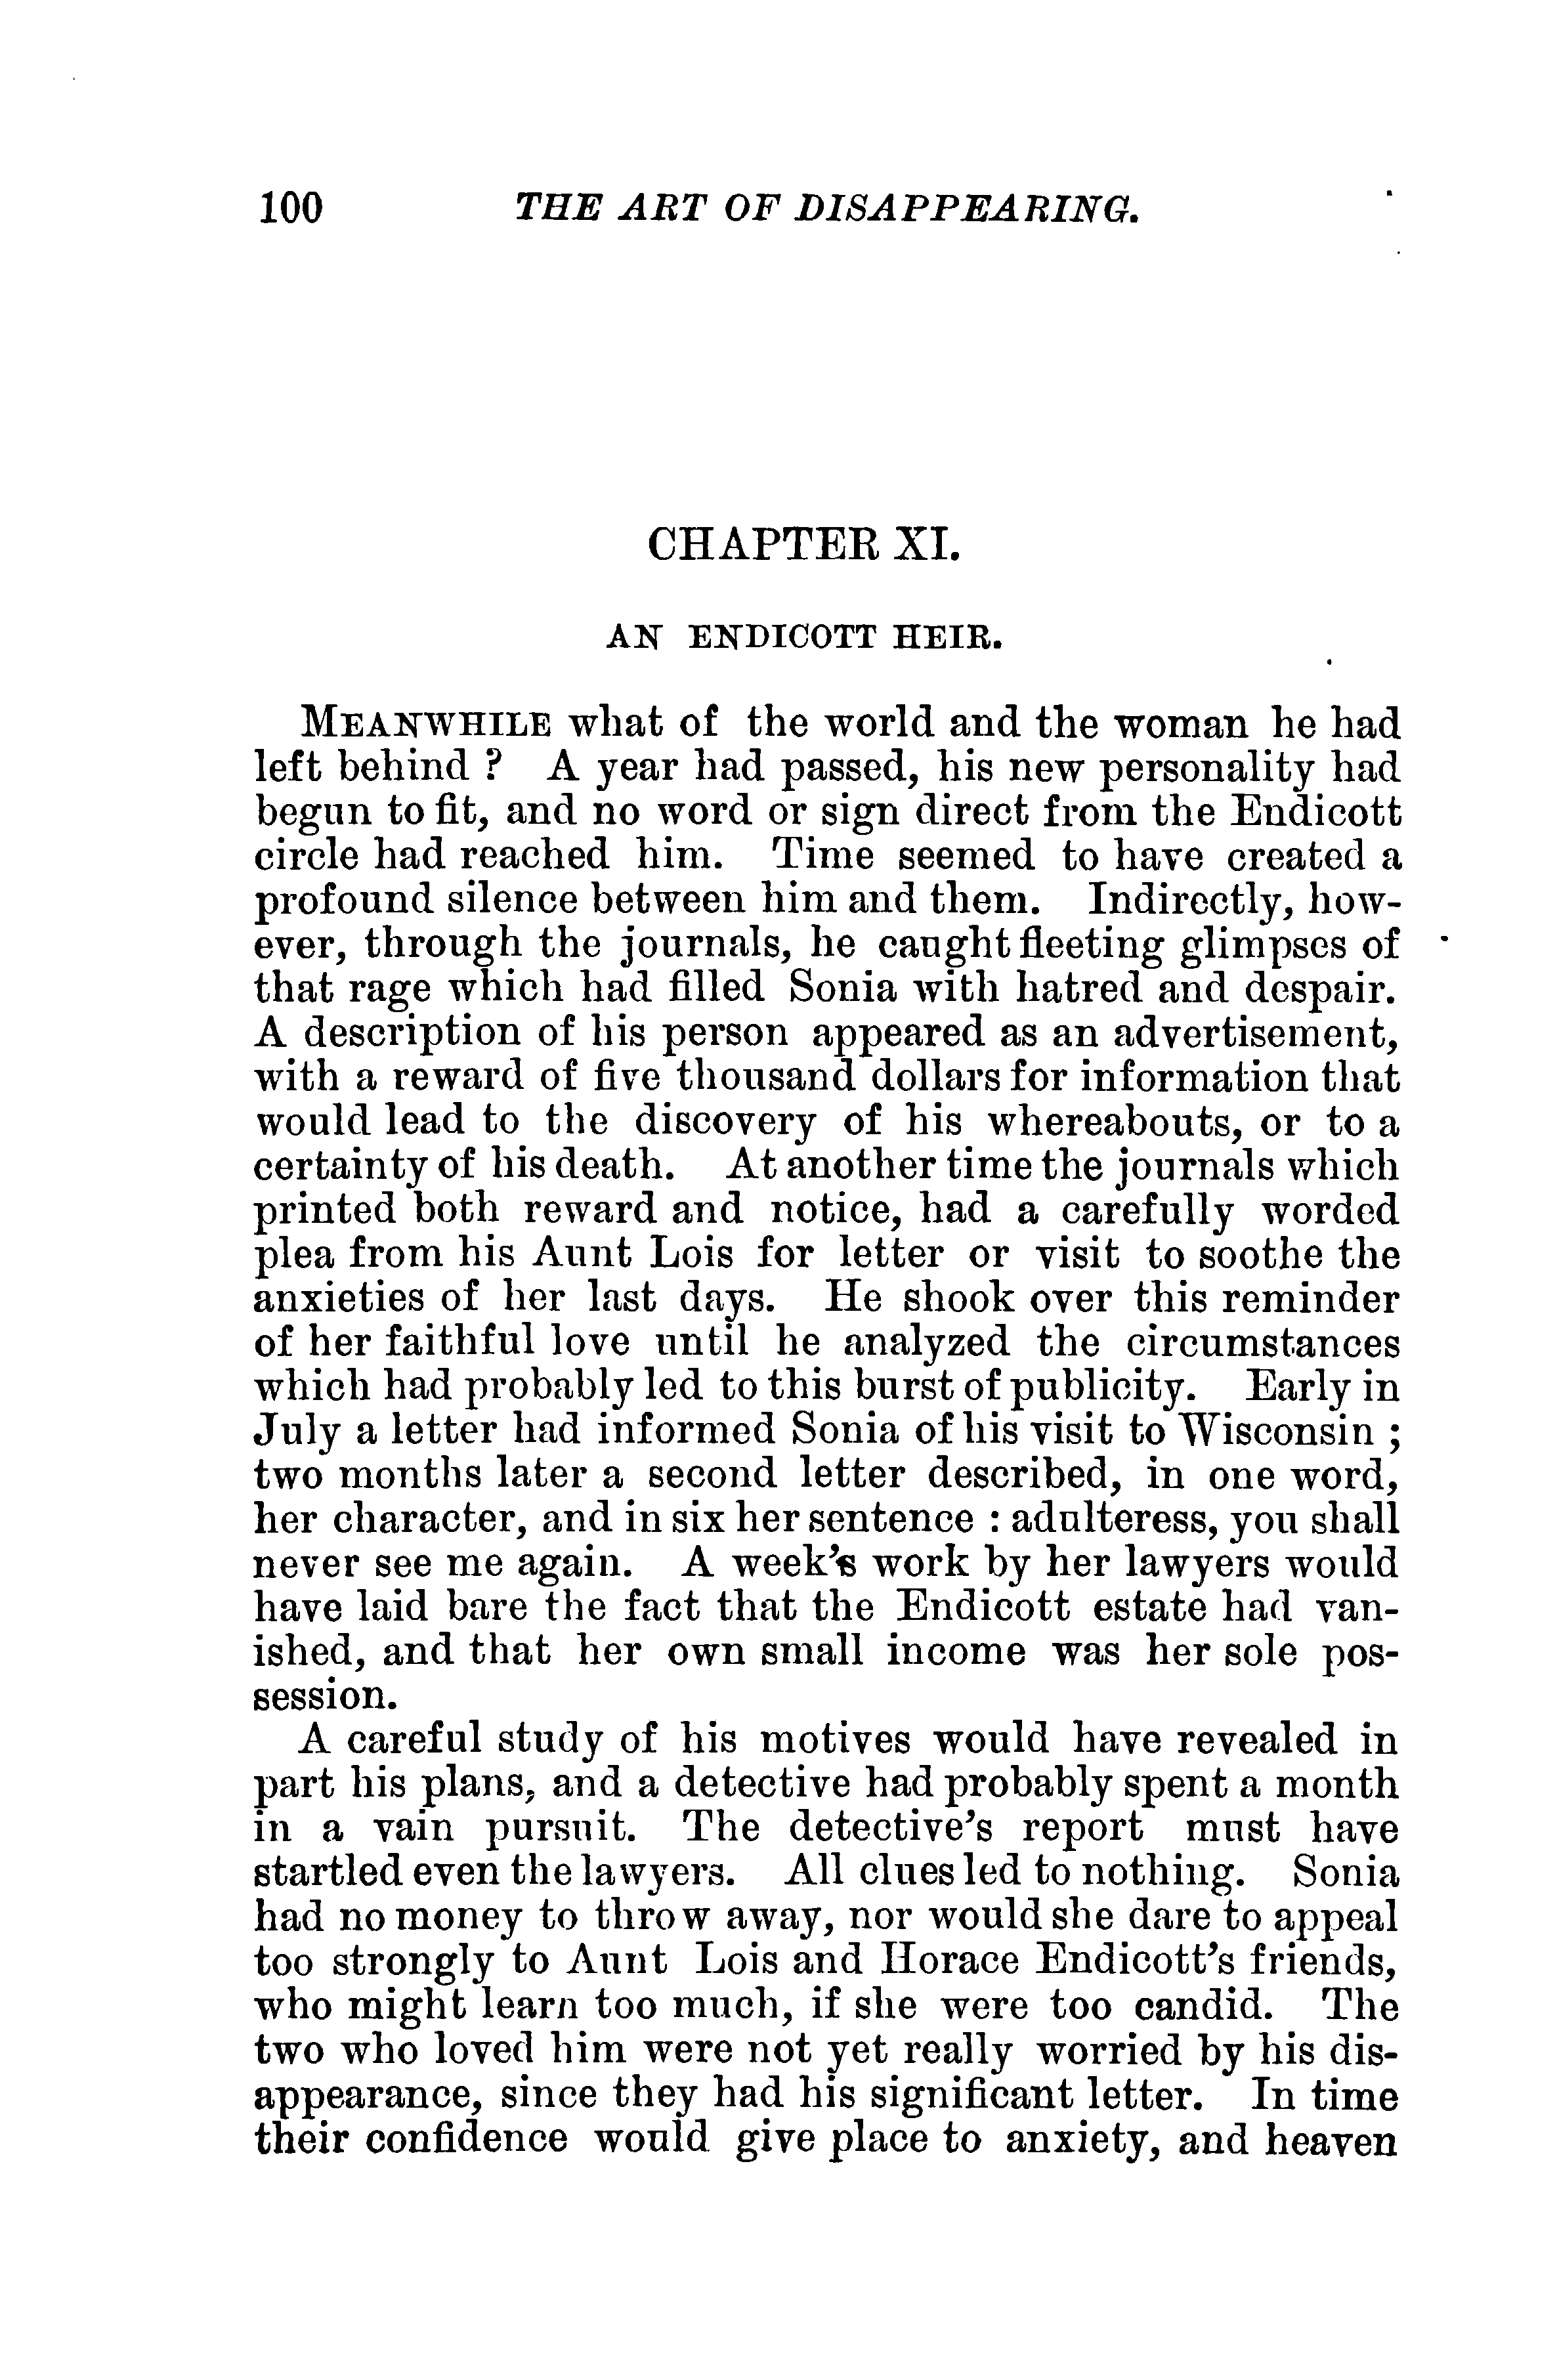 100 THE ART OF DISAPPEARING.
CHAPTER XI.
AN ENDICOTT HEIR.
MEANWHILE what of the world and the woman he had
left behind ? A year had passed, his new personality had
begun to fit, and no word or sign direct from the Endicott
circle had reached him. Time seemed to have created a
profound silence between him and them. Indirectly, how-
ever, through the journals, he caught fleeting glimpses of
that rage which had filled Sonia with hatred and despair.
A description of his person appeared as an advertisement,
with a reward of five thousand dollars for information that
would lead to the discovery of his whereabouts, or to a
certainty of his death. At another time the journals which
printed both reward and notice, had a carefully worded
plea from his Aunt Lois for letter or visit to soothe the
anxieties of her last days. He shook over this reminder
of her faithful love until he analyzed the circumstances
which had probably led to this burst of publicity. Early in
July a letter had informed Sonia of his visit to Wisconsin ;
two months later a second letter described, in one word,
her character, and in six her sentence : adulteress, you shall
never see me again. A week's work by her lawyers would
have laid bare the fact that the Endicott estate had van-
ished, and that her own small income was her sole pos-
session.
A careful study of his motives would have revealed in
part his plans, and a detective had probably spent a month
in a vain pursuit. The detective's report must have
startled even the lawyers. All clues led to nothing. Sonia
had no money to throw away, nor would she dare to appeal
too strongly to Aunt Lois and Horace Endicott's friends,
who might learn too much, if she were too candid. The
two who loved him were not yet really worried by his dis-
appearance, since they had his significant letter. In time
their confidence would give place to anxiety, and heaven